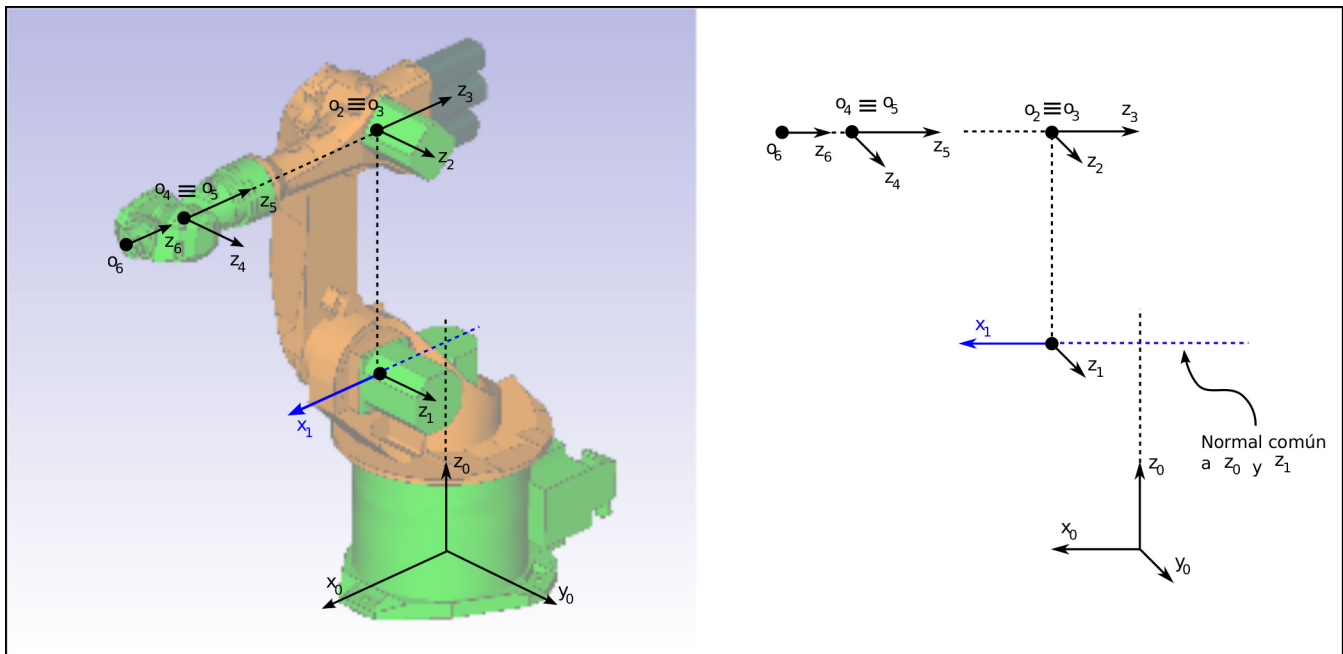 z3
o2 ≡ o3
z2
o4 ≡ o5
z5
z6
o6
z4
z1
x1
z0
x0
y0
o2 ≡ o3
z3
o4 ≡ o5
o6
z6
z5
z2
z4
x1
z1
Normal común
a z0 y z1
z0
x0
y0